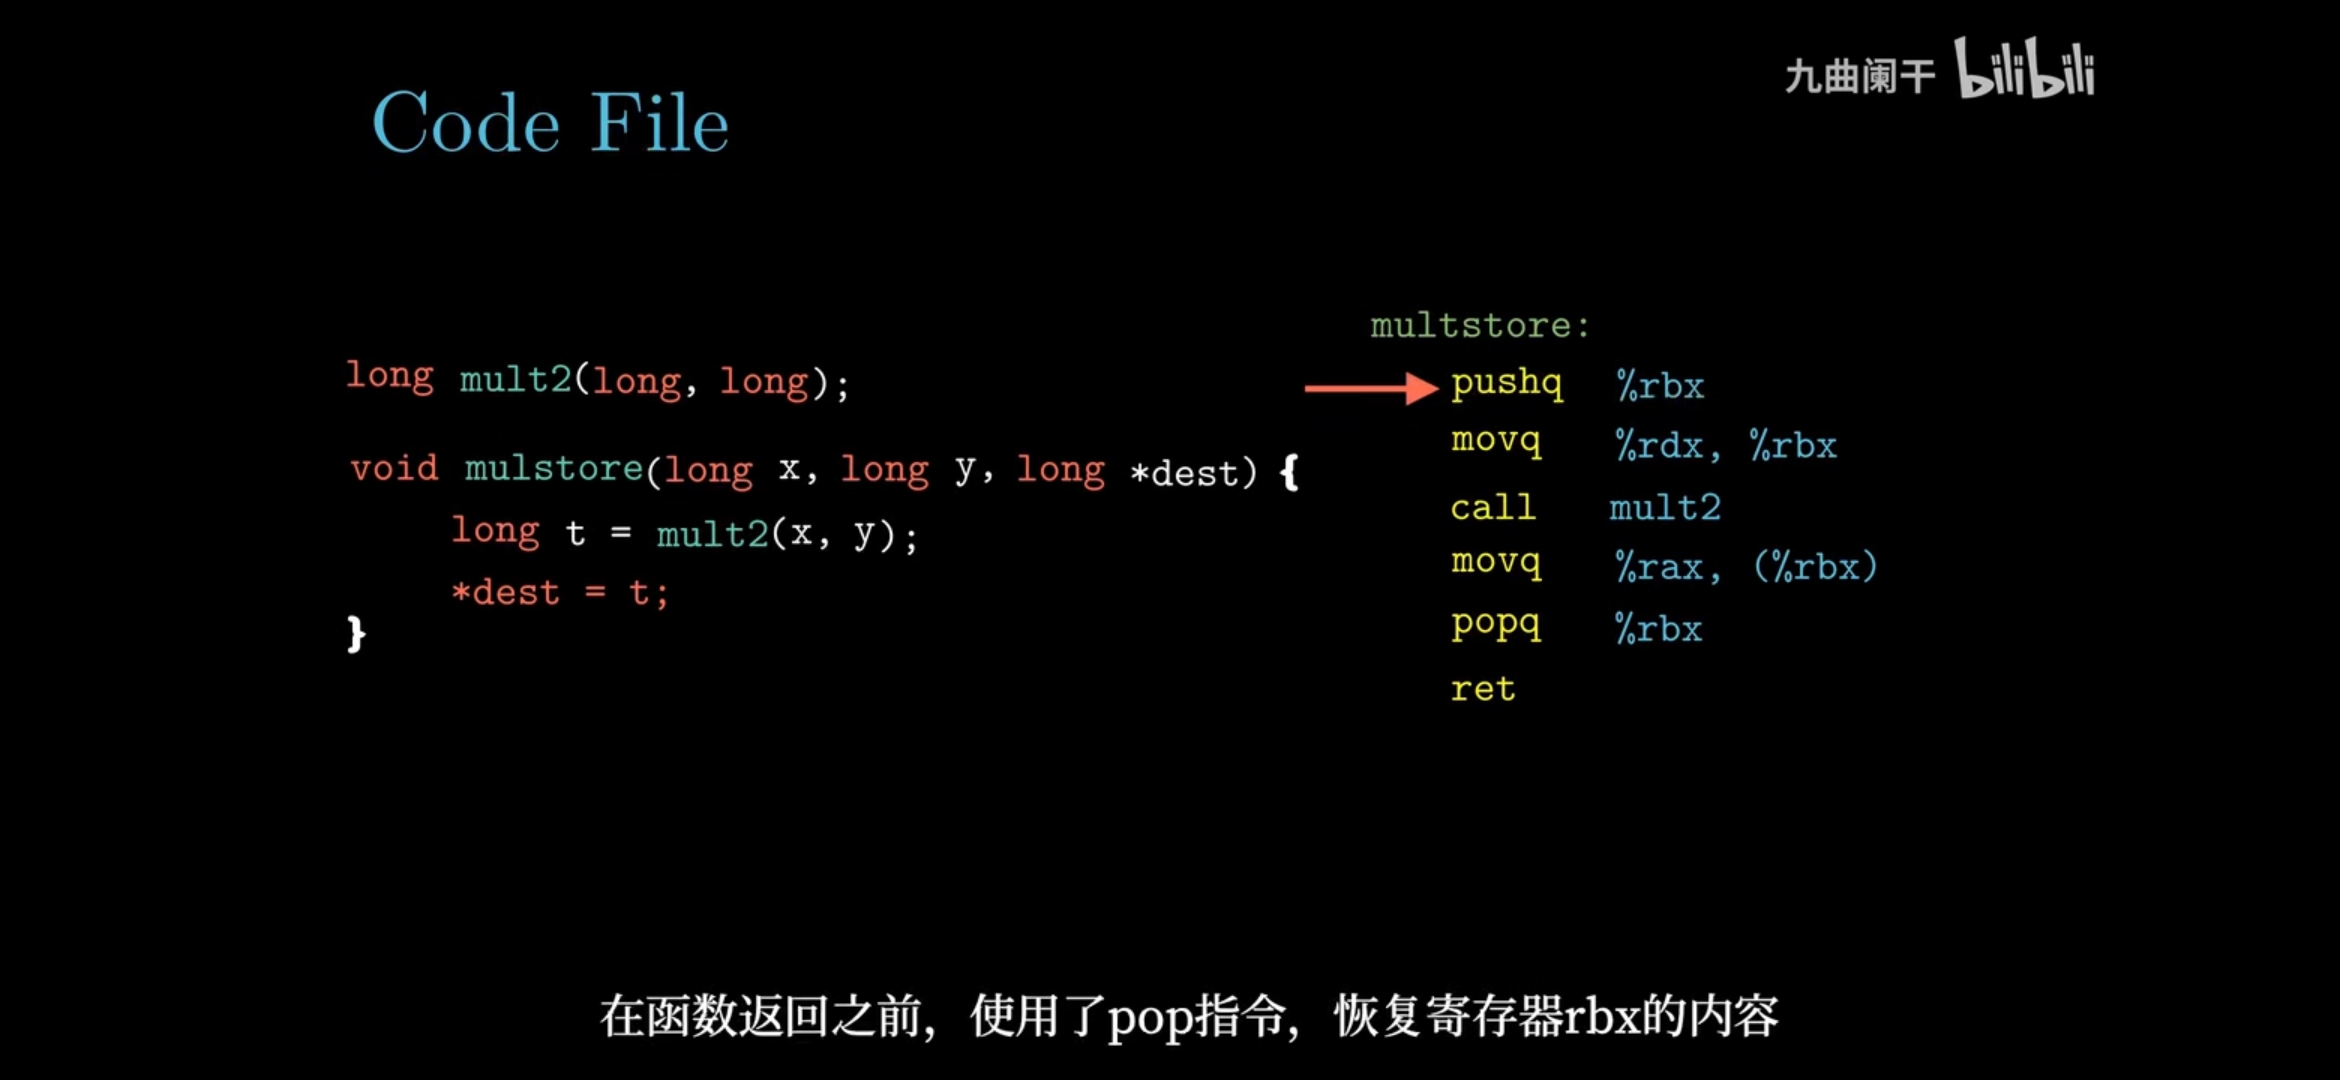 九曲阑干 bilibili
Code File
long mult2(long, long);
void mulstore(long x, long y, long *dest) {
long t = mult2(x, y);
*dest = t;
}
multstore:
pushq %rbx
movq %rdx, %rbx
call mult2
movq %rax, (%rbx)
popq %rbx
ret
在函数返回之前，使用了pop指令，恢复寄存器rbx的内容